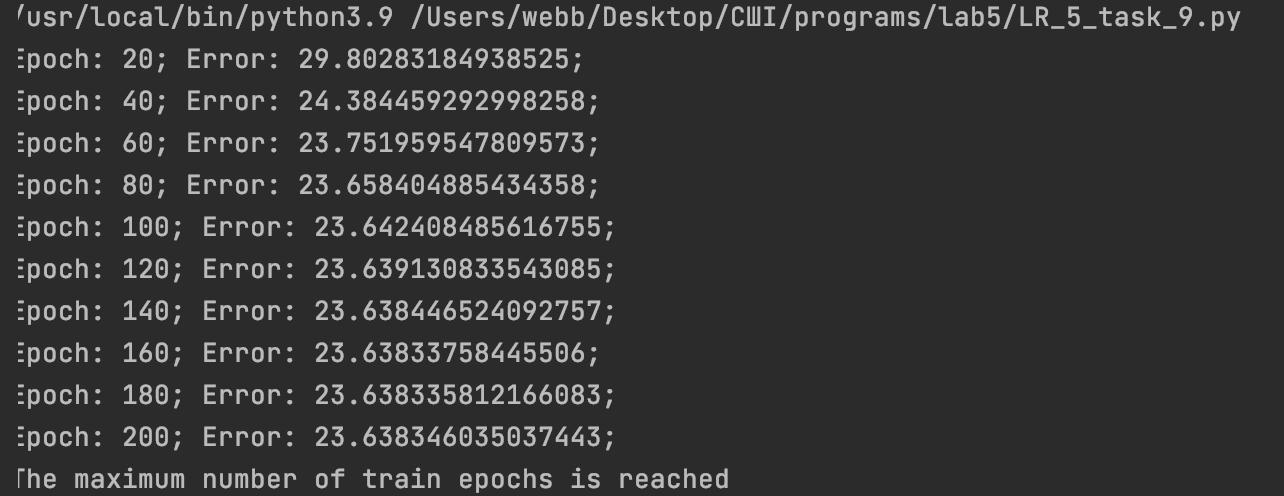 /usr/local/bin/python3.9 /Users/webb/Desktop/СШІ/programs/lab5/LR_5_task_9.py
Epoch: 20; Error: 29.80283184938525;
Epoch: 40; Error: 24.384459292998258;
Epoch: 60; Error: 23.751959547809573;
Epoch: 80; Error: 23.658404885434358;
Epoch: 100; Error: 23.642408485616755;
Epoch: 120; Error: 23.639130833543085;
Epoch: 140; Error: 23.638446524092757;
Epoch: 160; Error: 23.63833758445506;
Epoch: 180; Error: 23.638335812166083;
Epoch: 200; Error: 23.638346035037443;
The maximum number of train epochs is reached